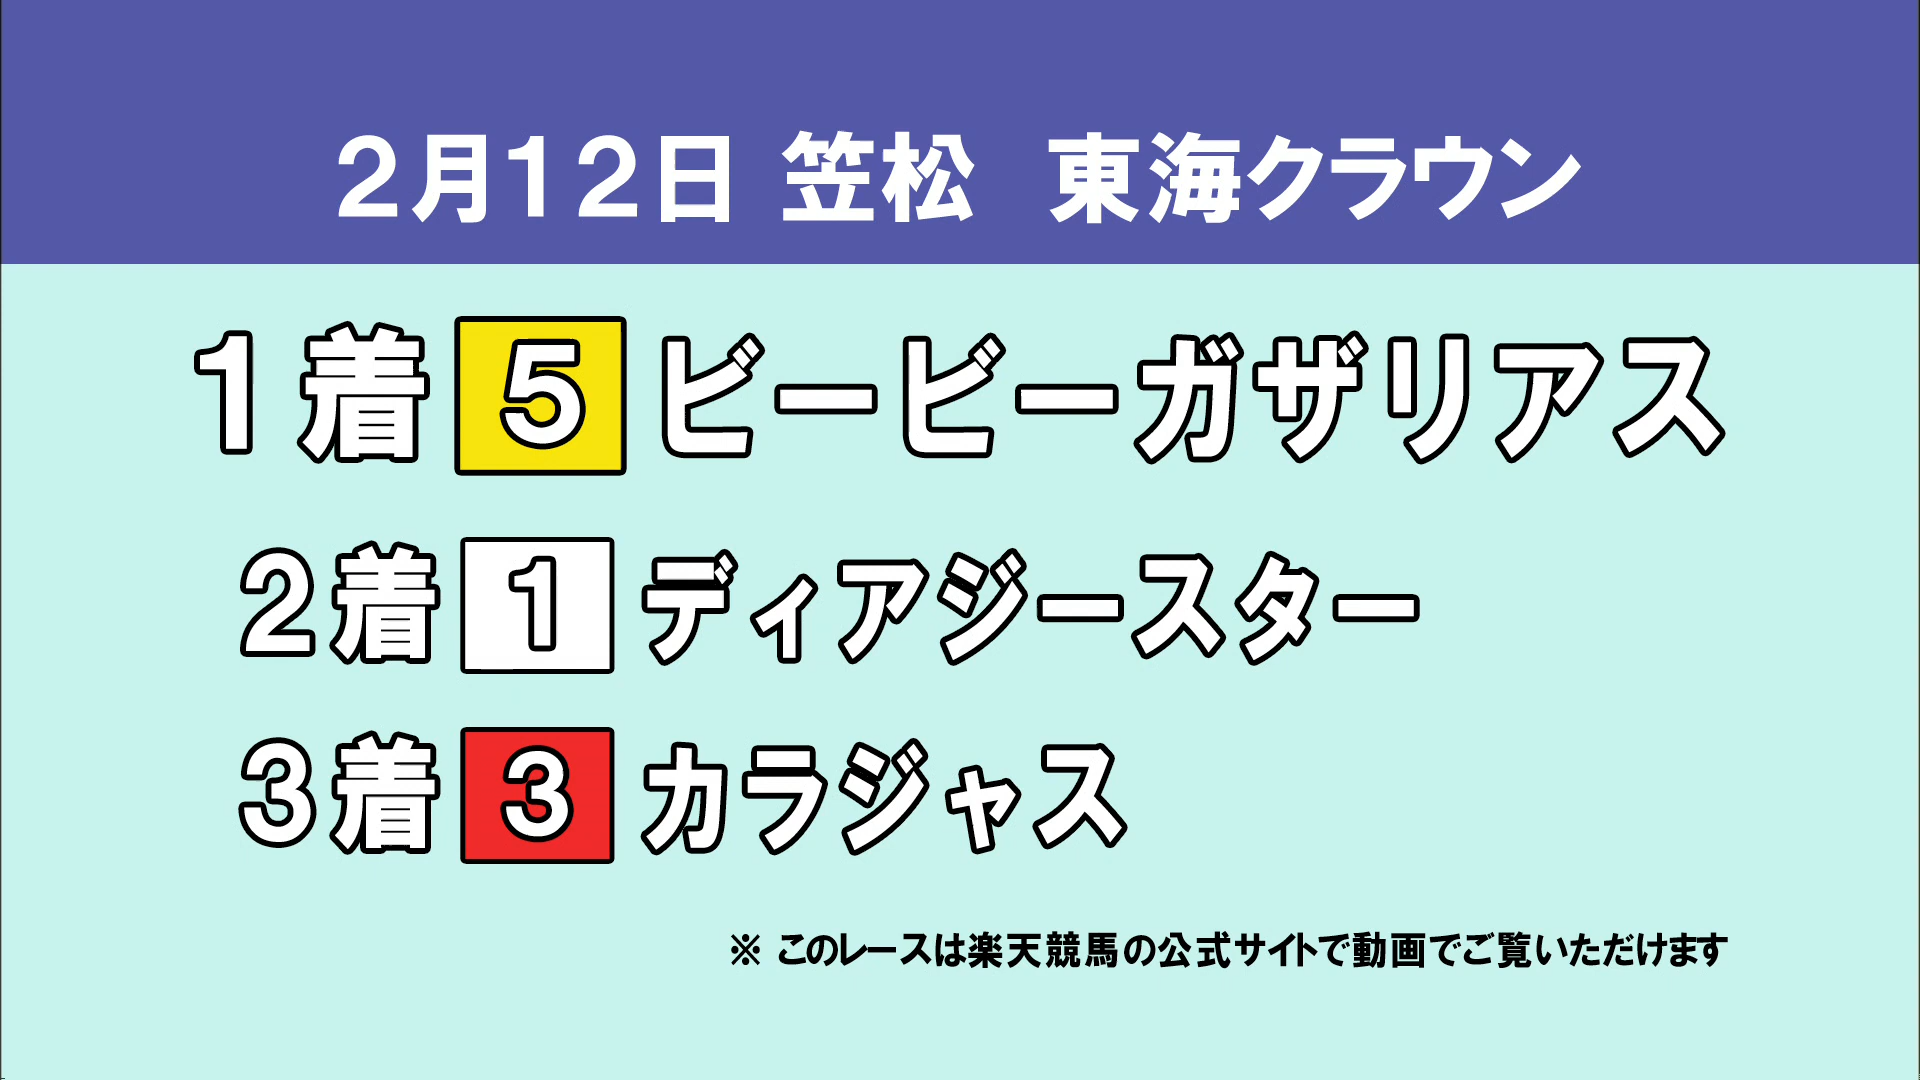 ２月１２日 笠松　東海クラウン
１着 ５ ビービーガザリアス
２着 １ ディアジースター
３着 ３ カラジャス
※ このレースは楽天競馬の公式サイトで動画でご覧いただけます